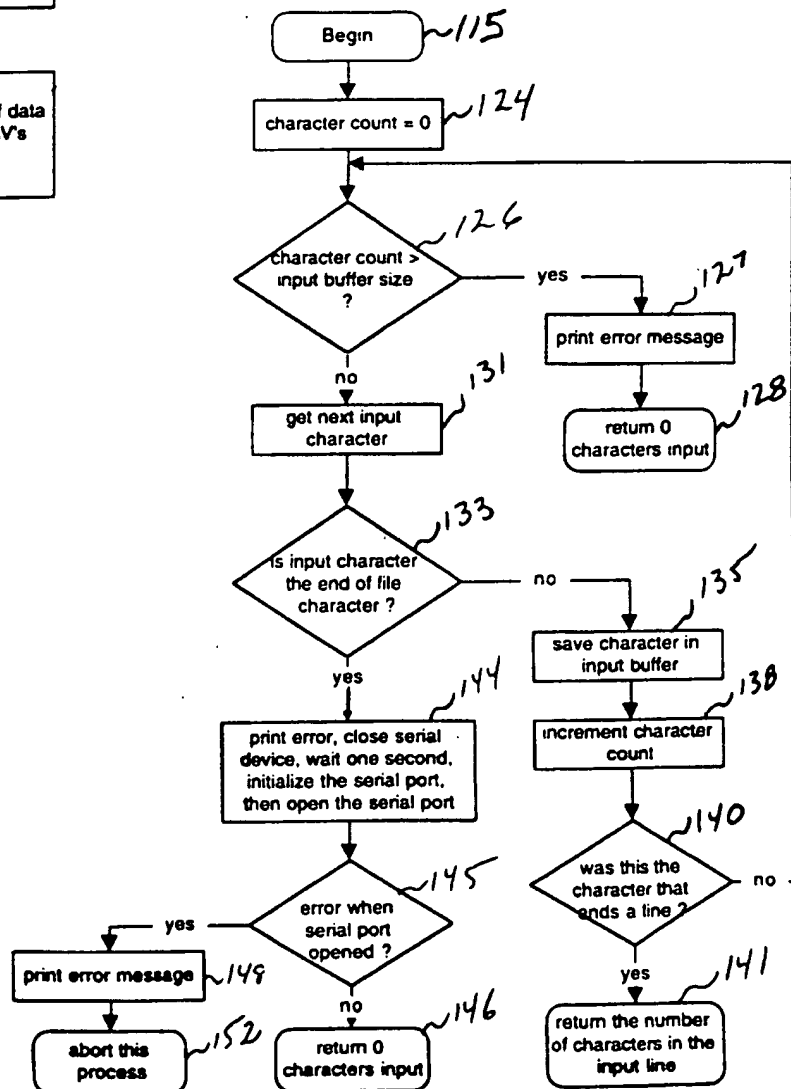 Begin
115
f data
V's
character count = 0
124
character count >
input buffer size
?
126
yes
127
print error message
no
131
128
get next input
character
return 0
characters input
133
is input character
the end of file
character ?
no
135
save character in
input buffer
yes
144
138
print error, close serial
device, wait one second,
initialize the serial port,
then open the serial port
increment character
count
140
145
was this the
character that
ends a line ?
no
error when
serial port
opened ?
yes
print error message
149
yes
141
no
146
return the number
of characters in the
input line
abort this
process
152
return 0
characters input